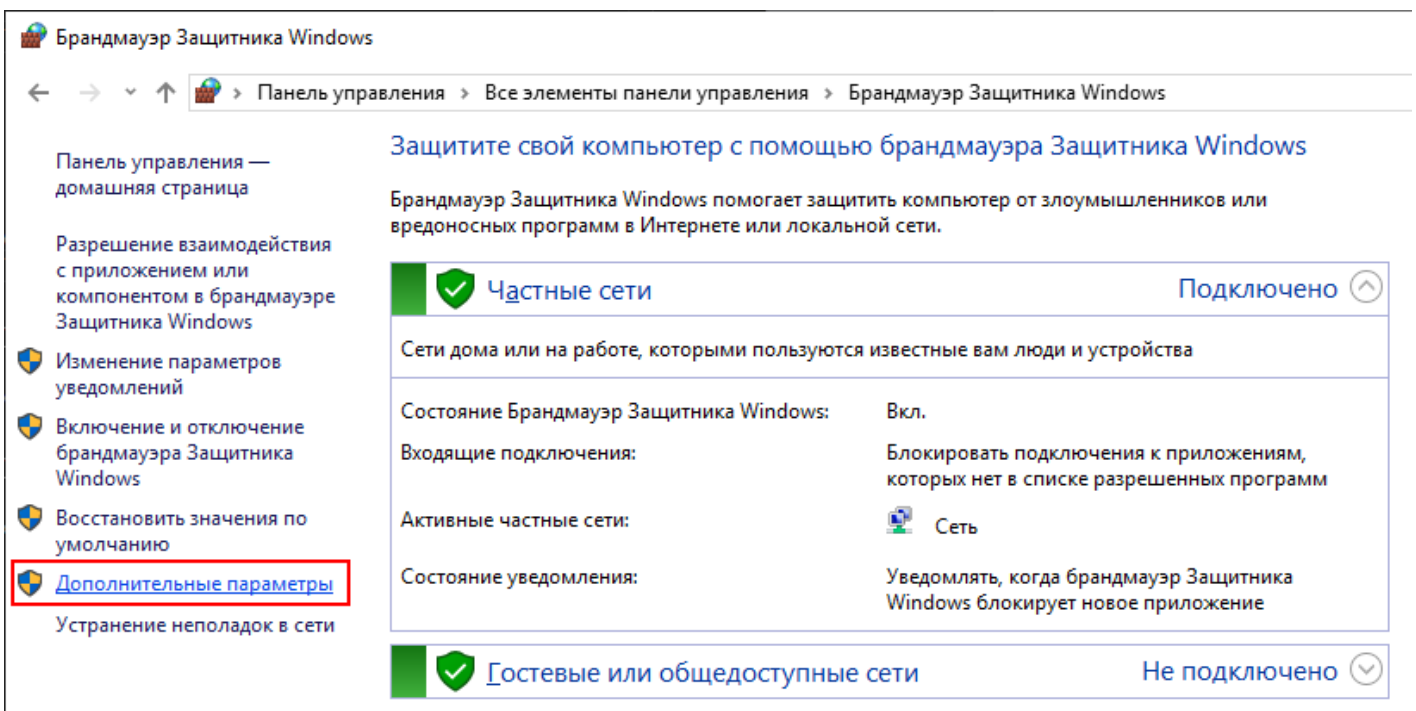 Брандмауэр Защитника Windows
Панель управления > Все элементы панели управления > Брандмауэр Защитника Windows
Панель управления —
домашняя страница
Разрешение взаимодействия
с приложением или
компонентом в брандмауэре
Защитника Windows
Изменение параметров
уведомлений
Включение и отключение
брандмауэра Защитника
Windows
Восстановить значения по
умолчанию
Дополнительные параметры
Устранение неполадок в сети
Защитите свой компьютер с помощью брандмауэра Защитника Windows
Брандмауэр Защитника Windows помогает защитить компьютер от злоумышленников или
вредоносных программ в Интернете или локальной сети.
Частные сети Подключено
Сети дома или на работе, которыми пользуются известные вам люди и устройства
Состояние Брандмауэр Защитника Windows: Вкл.
Входящие подключения: Блокировать подключения к приложениям,
которых нет в списке разрешенных программ
Активные частные сети: Сеть
Состояние уведомления: Уведомлять, когда брандмауэр Защитника
Windows блокирует новое приложение
Гостевые или общедоступные сети Не подключено